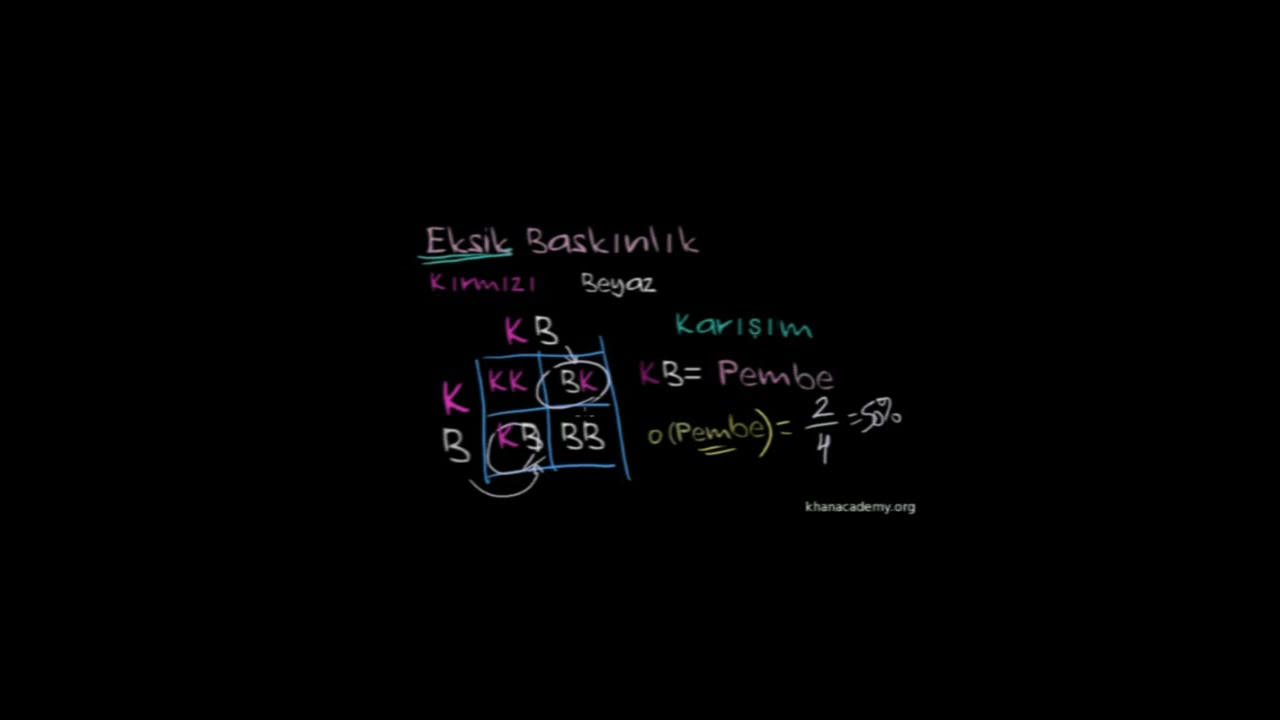 Eksik Baskınlık
Kırmızı Beyaz
K B
Karışım
K KK BK
KB= Pembe
B KB BB
o(Pembe) = 2/4 = 50%
khanacademy.org